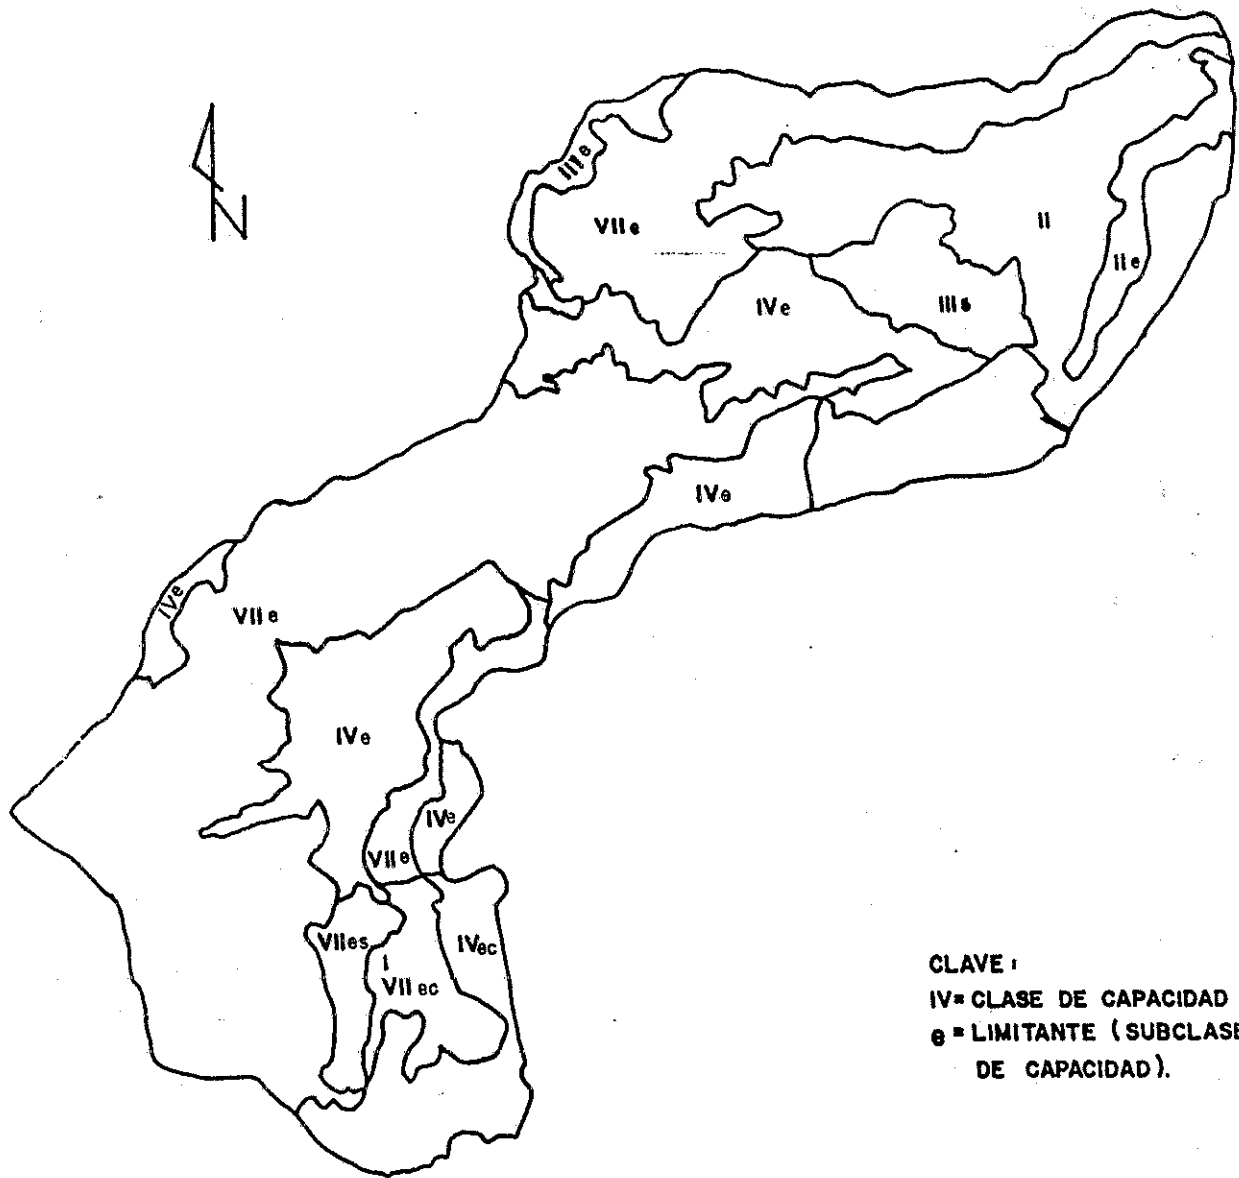 N
IIIe
VIIe
II
IIe
IVe
IIIs
IVe
IVe
VIIe
IVe
IVe
VIIe
VIIes
IVec
I
VIIec
CLAVE:
IV= CLASE DE CAPACIDAD
e = LIMITANTE (SUBCLASE
DE CAPACIDAD).